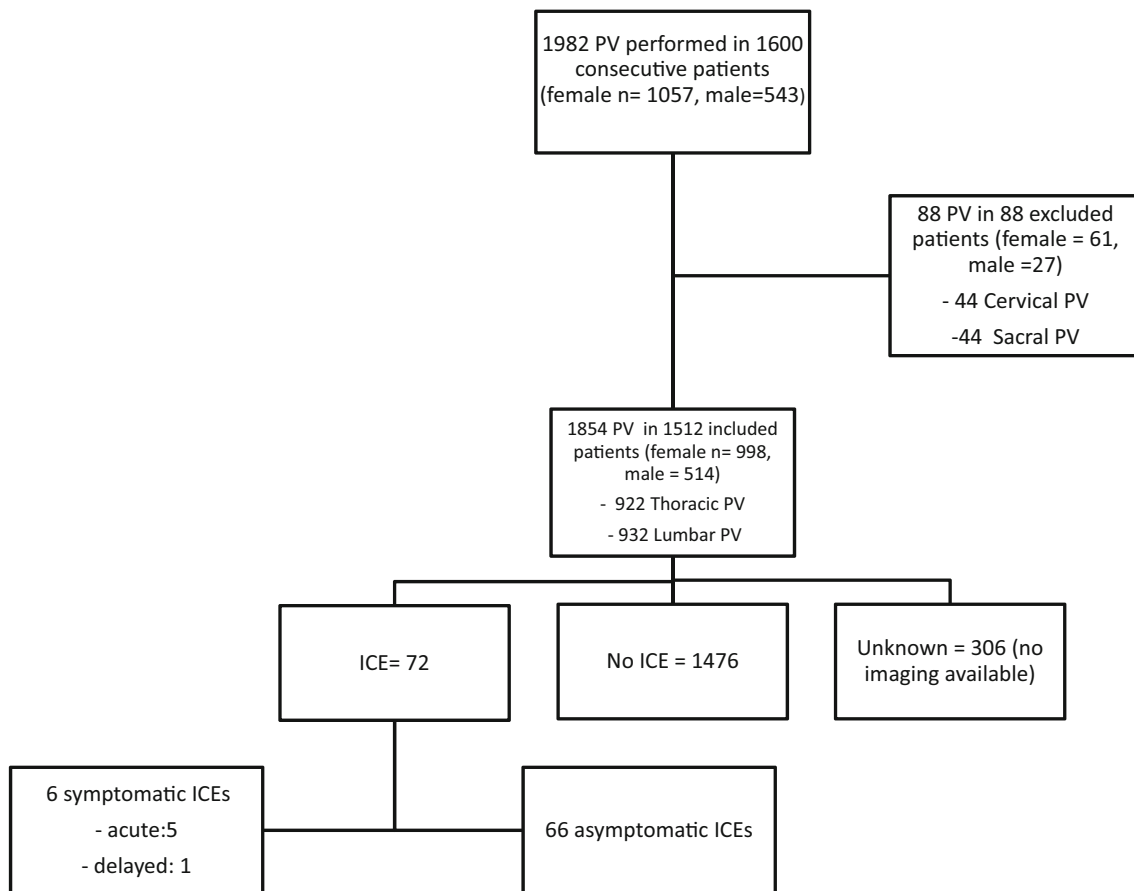 1982 PV performed in 1600
consecutive patients
(female n= 1057, male=543)
88 PV in 88 excluded
patients (female = 61,
male =27)
- 44 Cervical PV
-44 Sacral PV
1854 PV in 1512 included
patients (female n= 998,
male = 514)
- 922 Thoracic PV
- 932 Lumbar PV
ICE= 72
No ICE = 1476
Unknown = 306 (no
imaging available)
6 symptomatic ICEs
- acute:5
- delayed: 1
66 asymptomatic ICEs